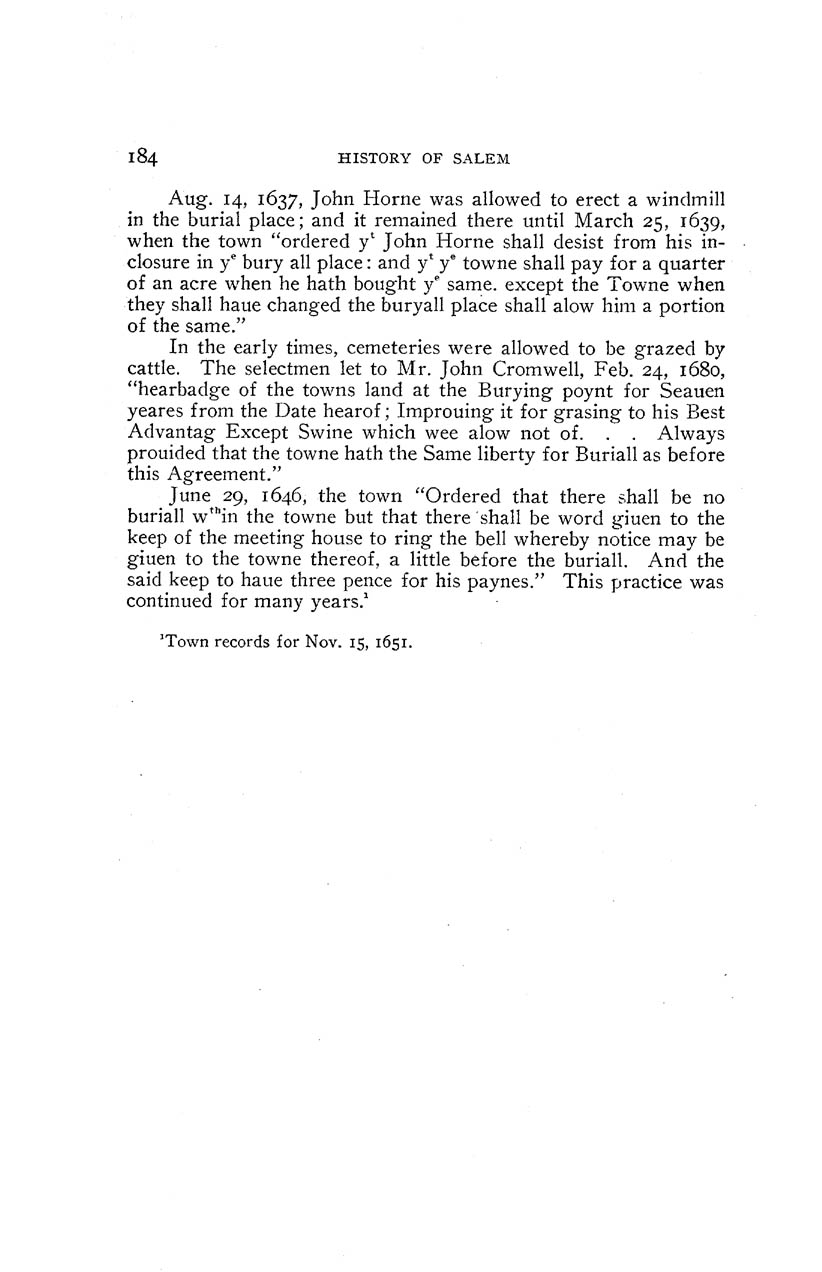 184 HISTORY OF SALEM
Aug. 14, 1637, John Horne was allowed to erect a windmill
in the burial place; and it remained there until March 25, 1639,
when the town “ordered yᵗ John Horne shall desist from his in-
closure in yᵉ bury all place: and yᵗ yᵉ towne shall pay for a quarter
of an acre when he hath bought yᵉ same. except the Towne when
they shall haue changed the buryall place shall alow him a portion
of the same.”
In the early times, cemeteries were allowed to be grazed by
cattle. The selectmen let to Mr. John Cromwell, Feb. 24, 1680,
“hearbadge of the towns land at the Burying poynt for Seauen
yeares from the Date hearof; Improuing it for grasing to his Best
Advantag Except Swine which wee alow not of. . . Always
prouided that the towne hath the Same liberty for Buriall as before
this Agreement.”
June 29, 1646, the town “Ordered that there shall be no
buriall wᵗʰin the towne but that there shall be word giuen to the
keep of the meeting house to ring the bell whereby notice may be
giuen to the towne thereof, a little before the buriall. And the
said keep to haue three pence for his paynes.” This practice was
continued for many years.¹
¹Town records for Nov. 15, 1651.